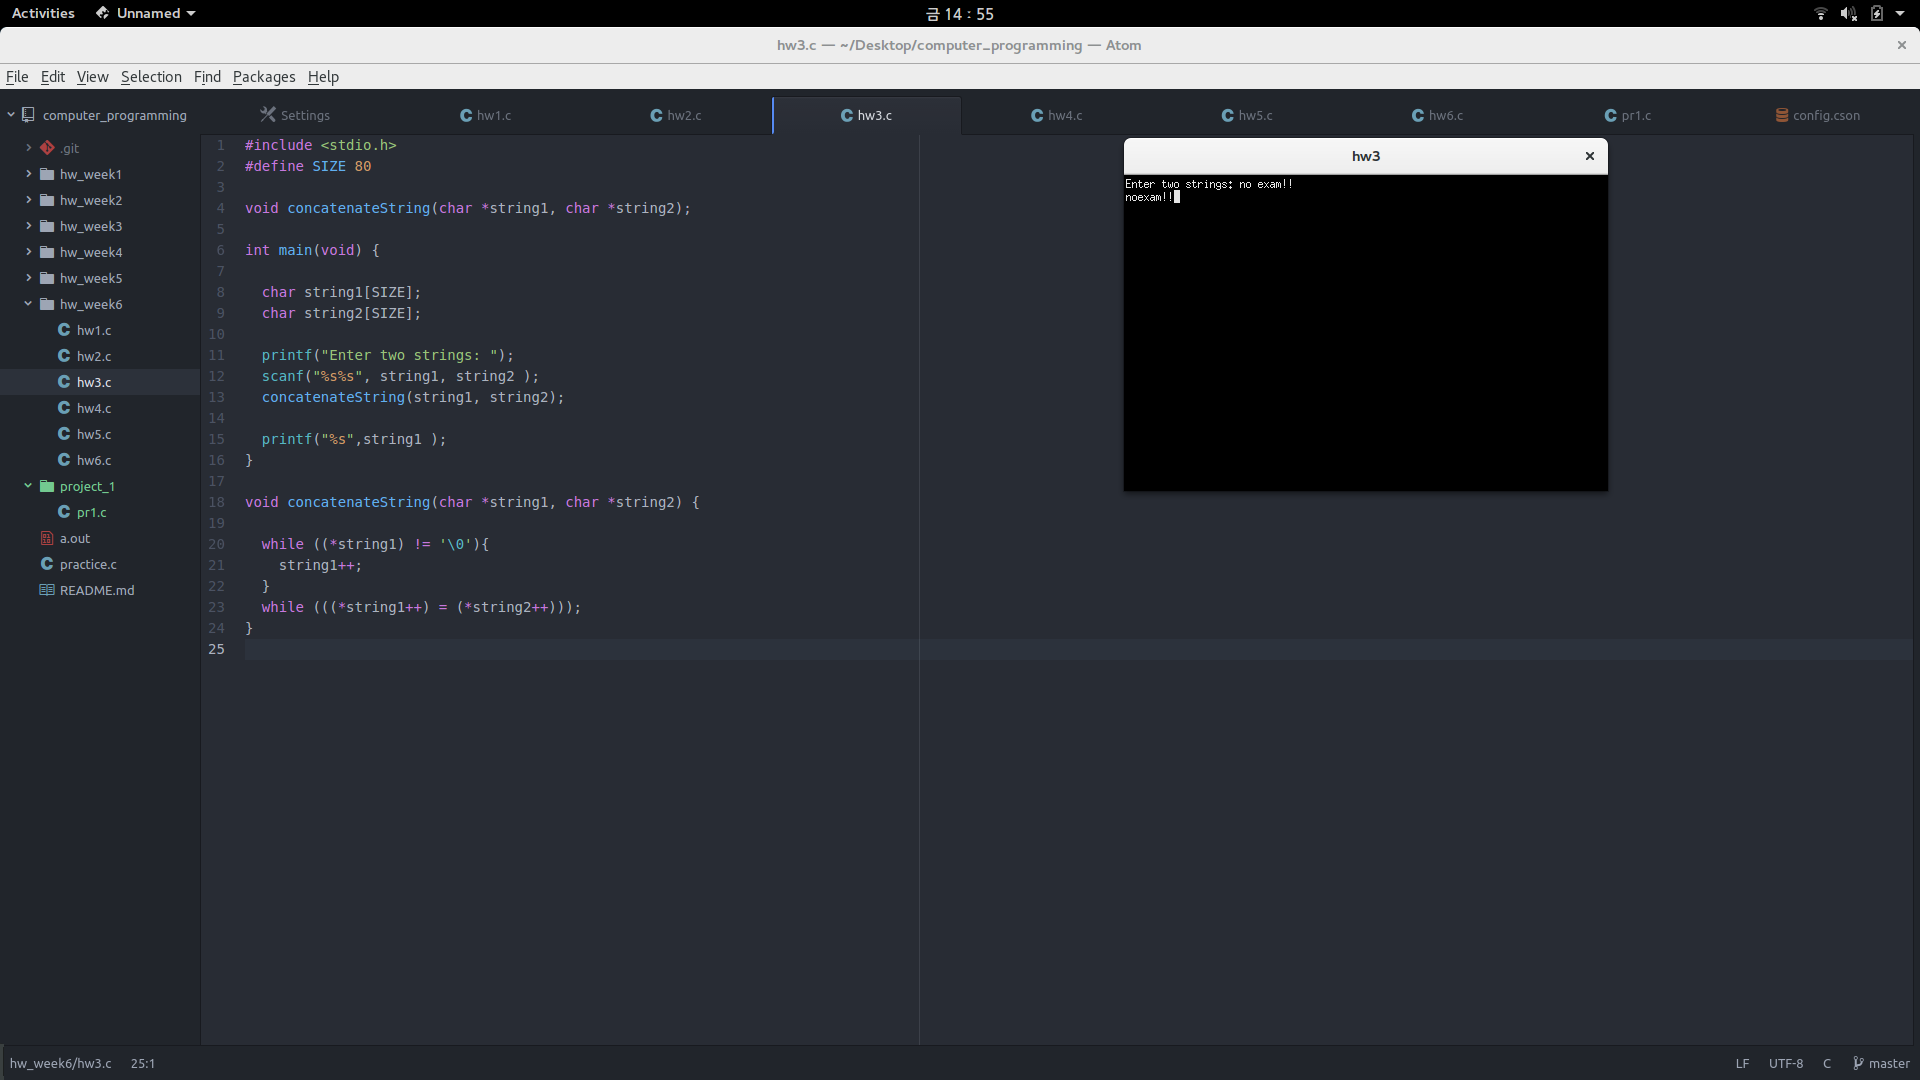 Activities Unnamed 금 14 : 55
hw3.c — ~/Desktop/computer_programming — Atom
File Edit View Selection Find Packages Help
computer_programming
.git
hw_week1
hw_week2
hw_week3
hw_week4
hw_week5
hw_week6
hw1.c
hw2.c
hw3.c
hw4.c
hw5.c
hw6.c
project_1
pr1.c
a.out
practice.c
README.md
Settings hw1.c hw2.c hw3.c hw4.c hw5.c hw6.c pr1.c config.cson
1 #include <stdio.h>
2 #define SIZE 80
3
4 void concatenateString(char *string1, char *string2);
5
6 int main(void) {
7
8 char string1[SIZE];
9 char string2[SIZE];
10
11 printf("Enter two strings: ");
12 scanf("%s%s", string1, string2 );
13 concatenateString(string1, string2);
14
15 printf("%s",string1 );
16 }
17
18 void concatenateString(char *string1, char *string2) {
19
20 while ((*string1) != '\0'){
21 string1++;
22 }
23 while (((*string1++) = (*string2++)));
24 }
25
hw3
Enter two strings: no exam!!
noexam!!
hw_week6/hw3.c 25:1 LF UTF-8 C master